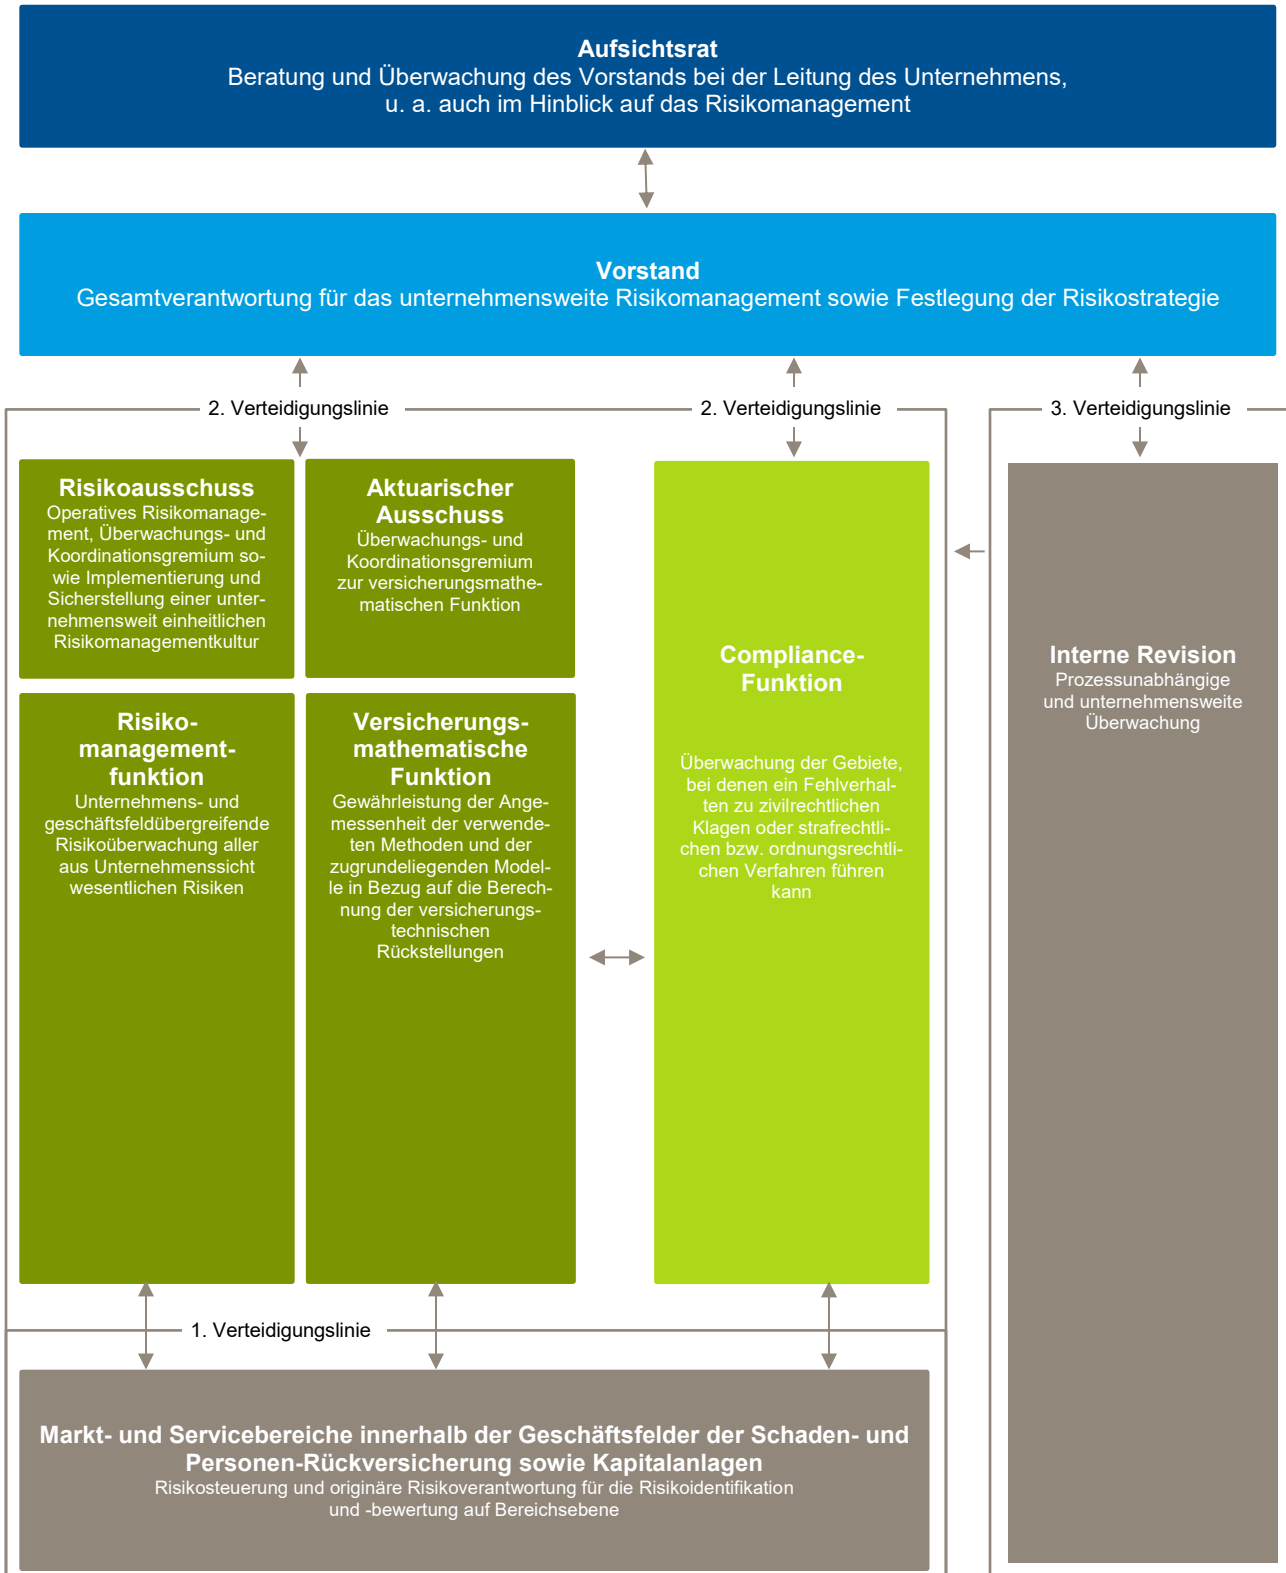 Aufsichtsrat
Beratung und Überwachung des Vorstands bei der Leitung des Unternehmens,
u. a. auch im Hinblick auf das Risikomanagement
Vorstand
Gesamtverantwortung für das unternehmensweite Risikomanagement sowie Festlegung der Risikostrategie
2. Verteidigungslinie
2. Verteidigungslinie
3. Verteidigungslinie
Risikoausschuss
Operatives Risikomanage-
ment, Überwachungs- und
Koordinationsgremium so-
wie Implementierung und
Sicherstellung einer unter-
nehmensweit einheitlichen
Risikomanagementkultur
Aktuarischer
Ausschuss
Überwachungs- und
Koordinationsgremium
zur versicherungsmathe-
matischen Funktion
Risiko-
management-
funktion
Unternehmens- und
geschäftsfeldübergreifende
Risikoüberwachung aller
aus Unternehmenssicht
wesentlichen Risiken
Versicherungs-
mathematische
Funktion
Gewährleistung der Ange-
messenheit der verwende-
ten Methoden und der
zugrundeliegenden Model-
le in Bezug auf die Berech-
nung der versicherungs-
technischen
Rückstellungen
Compliance-
Funktion
Überwachung der Gebiete,
bei denen ein Fehlverhal-
ten zu zivilrechtlichen
Klagen oder strafrechtli-
chen bzw. ordnungsrechtli-
chen Verfahren führen
kann
Interne Revision
Prozessunabhängige
und unternehmensweite
Überwachung
1. Verteidigungslinie
Markt- und Servicebereiche innerhalb der Geschäftsfelder der Schaden- und
Personen-Rückversicherung sowie Kapitalanlagen
Risikosteuerung und originäre Risikoverantwortung für die Risikoidentifikation
und -bewertung auf Bereichsebene